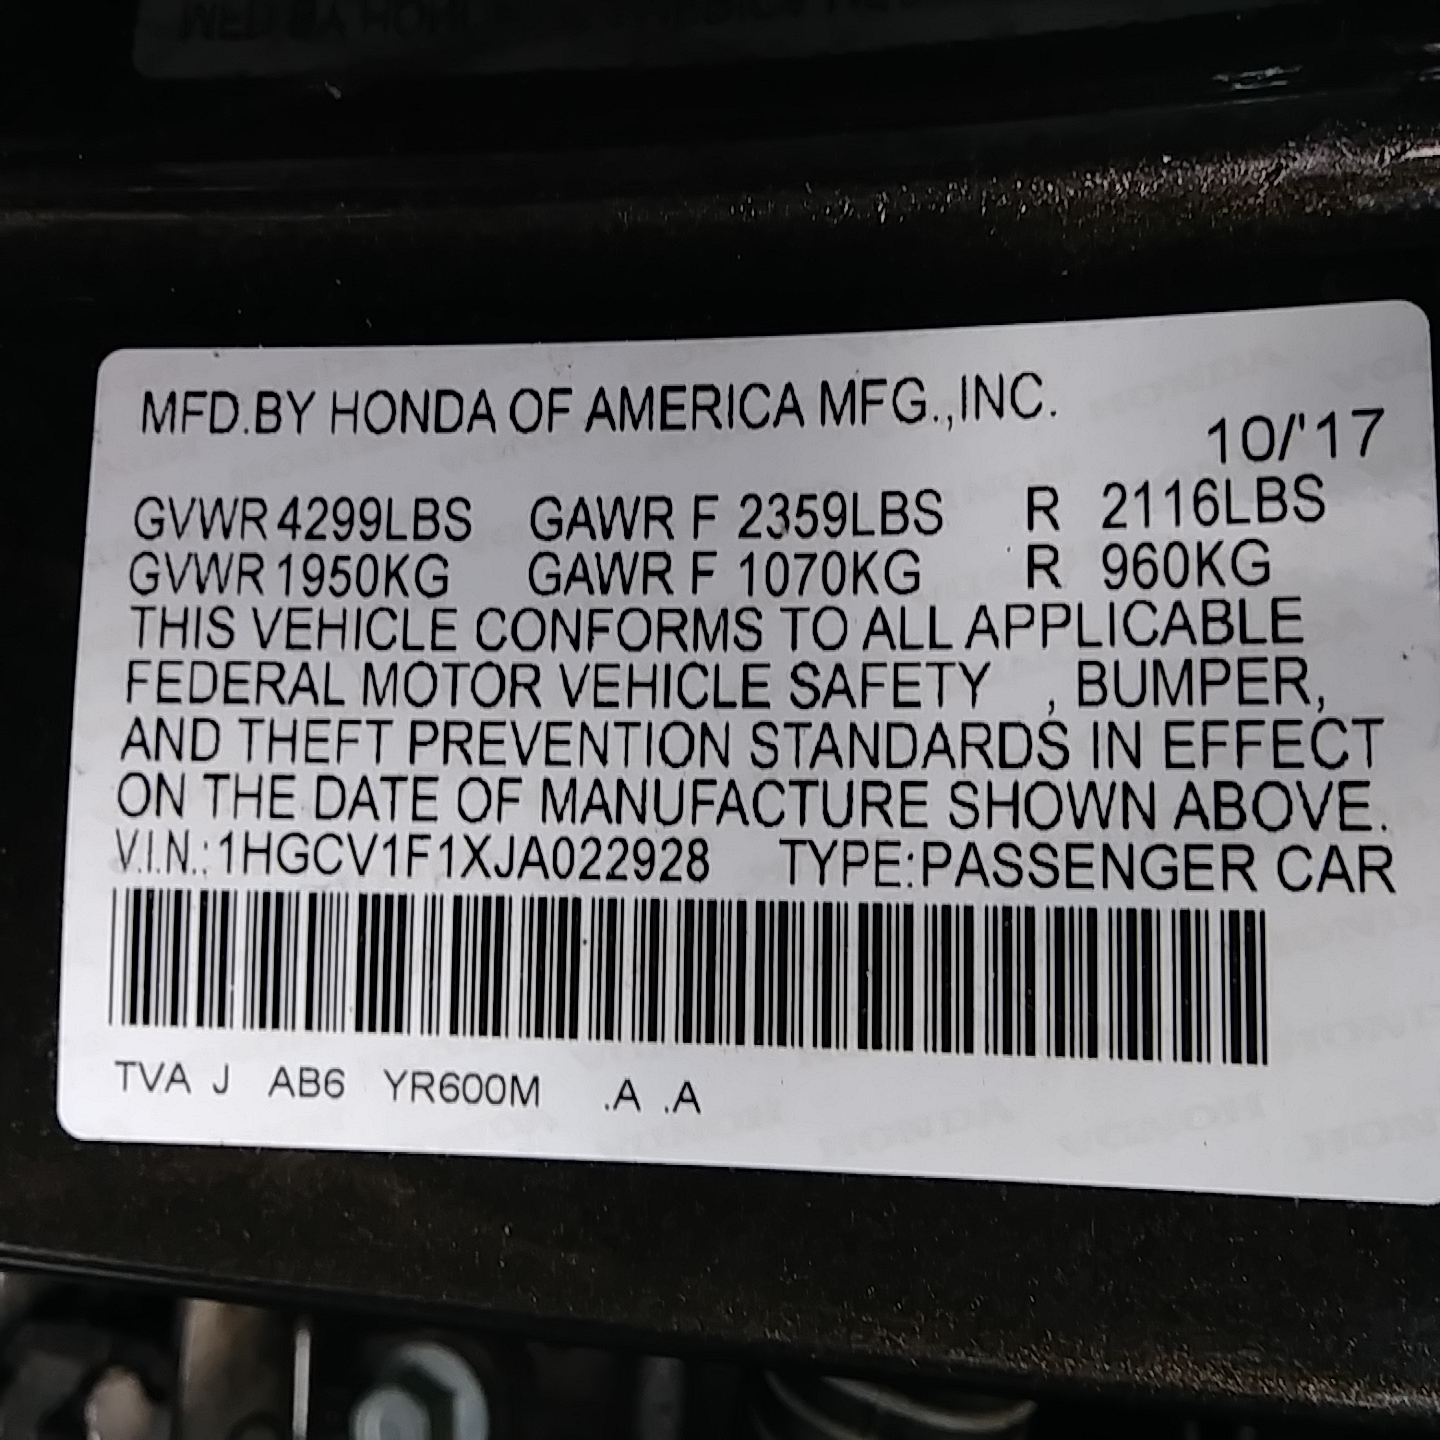 MFD.BY HONDA OF AMERICA MFG.,INC.
10/'17
GVWR 4299LBS GAWR F 2359LBS R 2116LBS
GVWR 1950KG GAWR F 1070KG R 960KG
THIS VEHICLE CONFORMS TO ALL APPLICABLE
FEDERAL MOTOR VEHICLE SAFETY , BUMPER,
AND THEFT PREVENTION STANDARDS IN EFFECT
ON THE DATE OF MANUFACTURE SHOWN ABOVE.
V.I.N.: 1HGCV1F1XJA022928 TYPE:PASSENGER CAR
TVA J AB6 YR600M .A .A